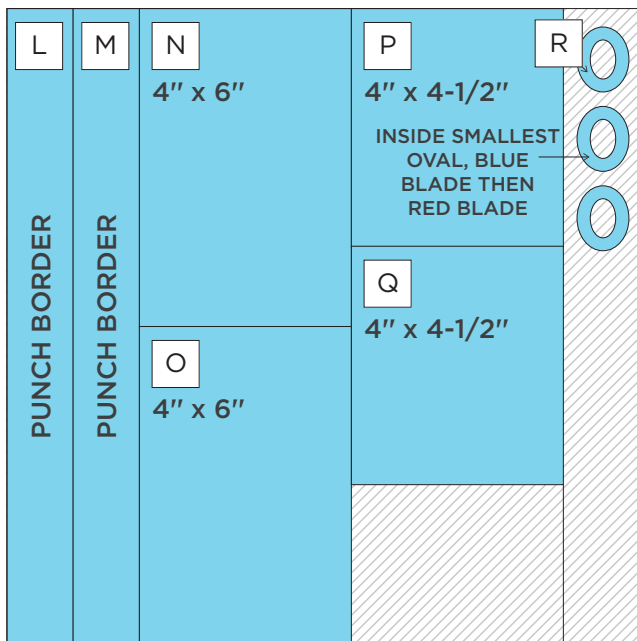 L
PUNCH BORDER
M
PUNCH BORDER
N
4" x 6"
O
4" x 6"
P
4" x 4-1/2"
INSIDE SMALLEST
OVAL, BLUE
BLADE THEN
RED BLADE
Q
4" x 4-1/2"
R